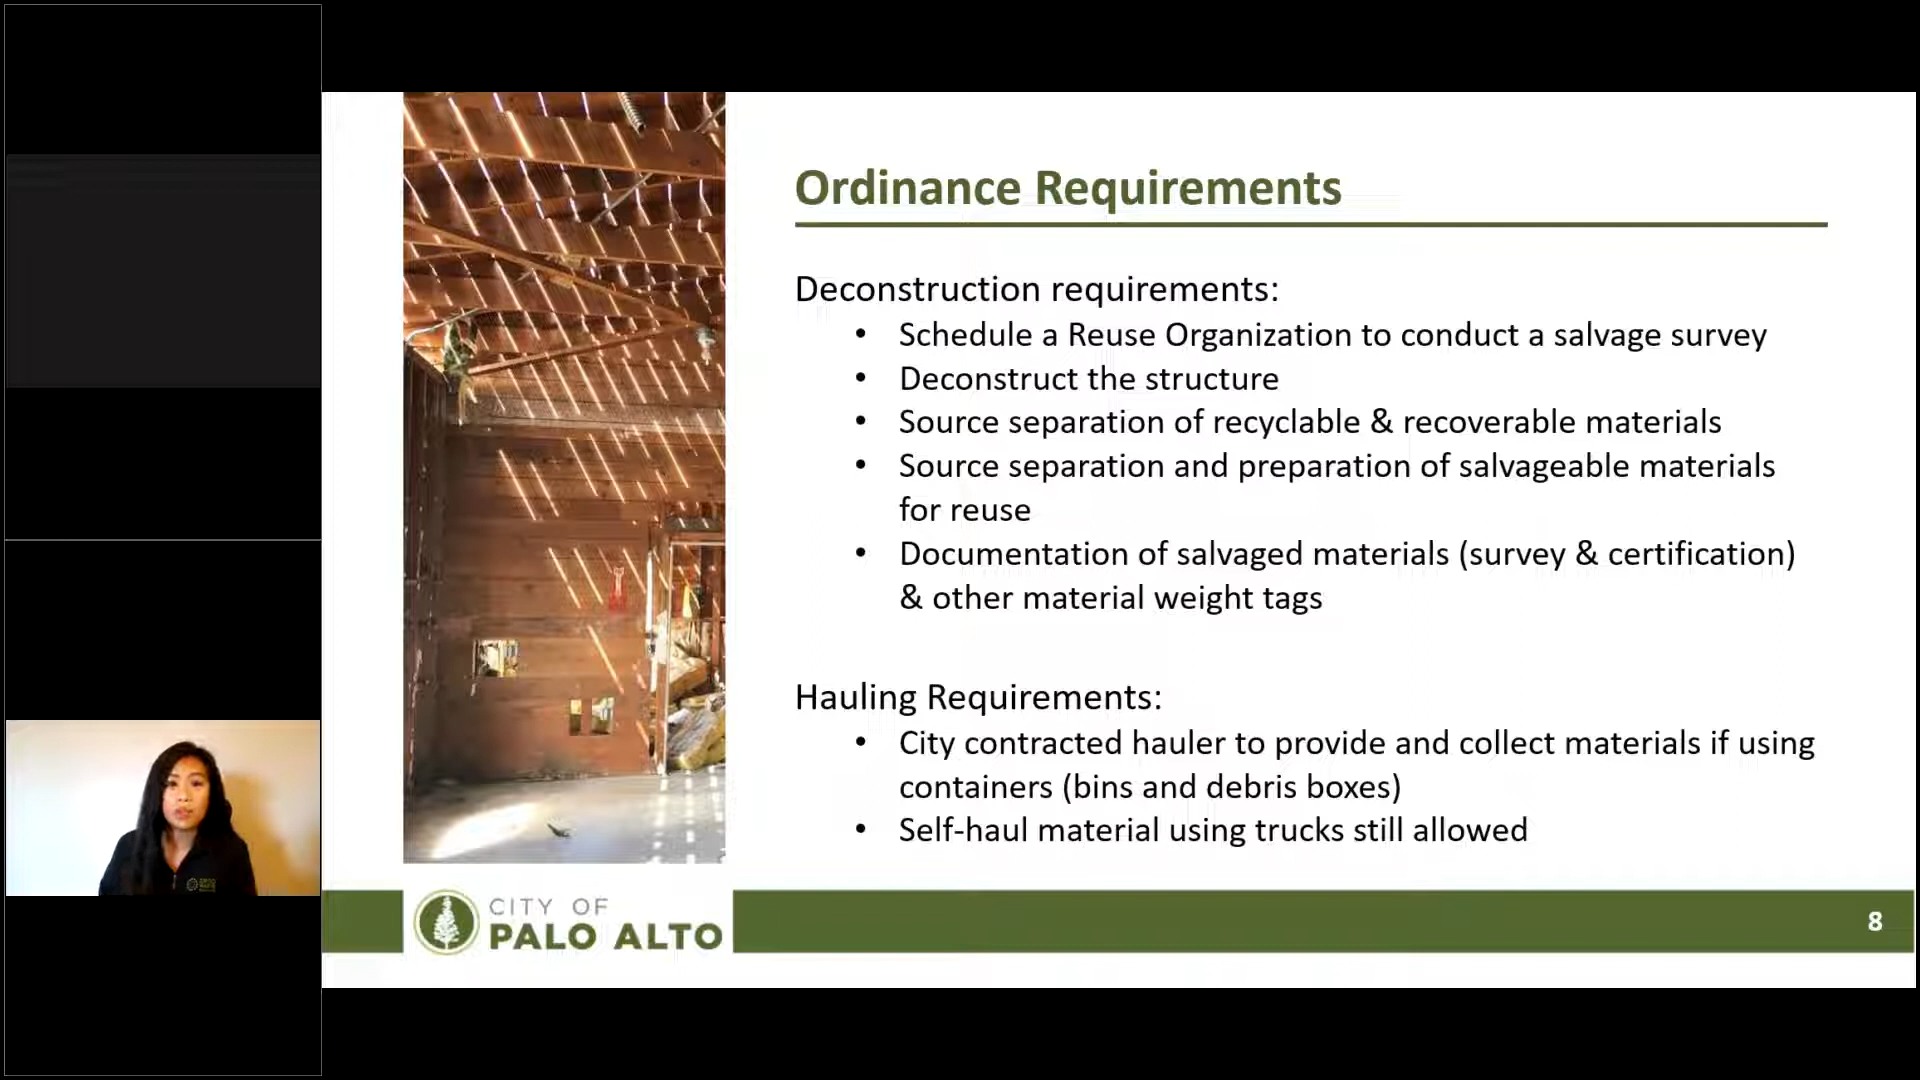 Ordinance Requirements
Deconstruction requirements:
• Schedule a Reuse Organization to conduct a salvage survey
• Deconstruct the structure
• Source separation of recyclable & recoverable materials
• Source separation and preparation of salvageable materials
for reuse
• Documentation of salvaged materials (survey & certification)
& other material weight tags
Hauling Requirements:
• City contracted hauler to provide and collect materials if using
containers (bins and debris boxes)
• Self-haul material using trucks still allowed
CITY OF
PALO ALTO
8